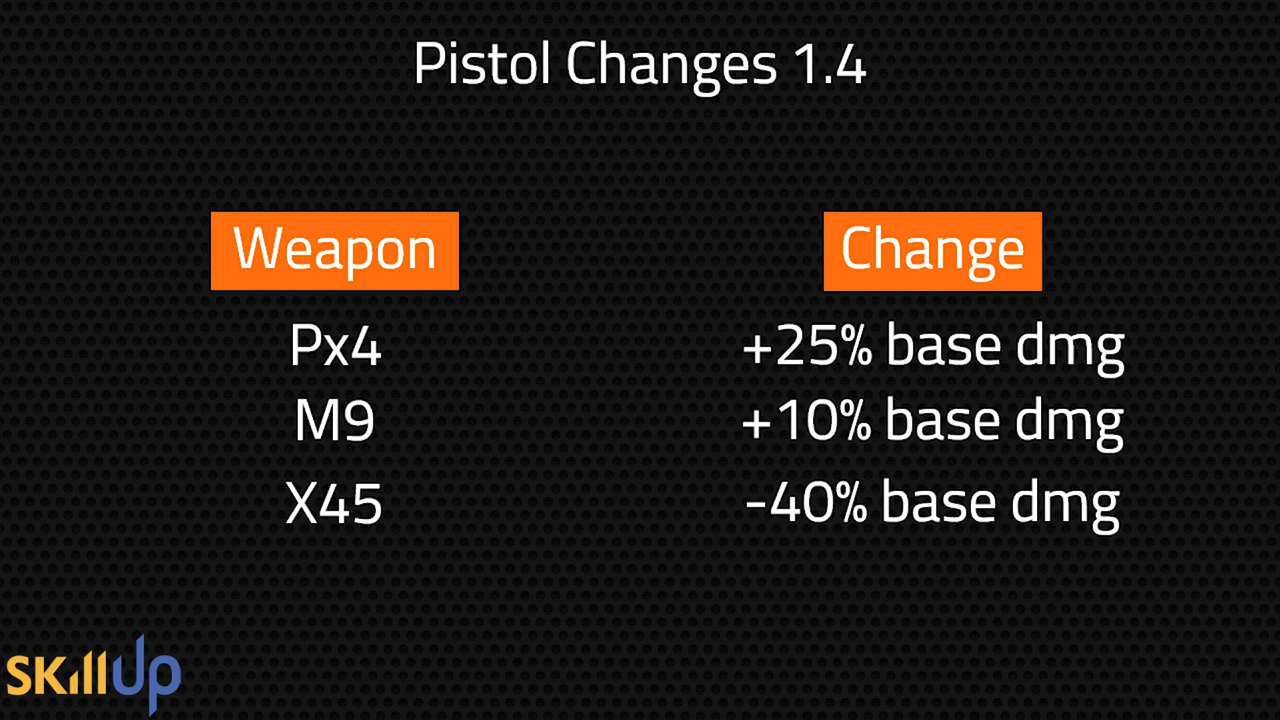 Pistol Changes 1.4
Weapon Change
Px4 +25% base dmg
M9 +10% base dmg
X45 -40% base dmg
SKillUp